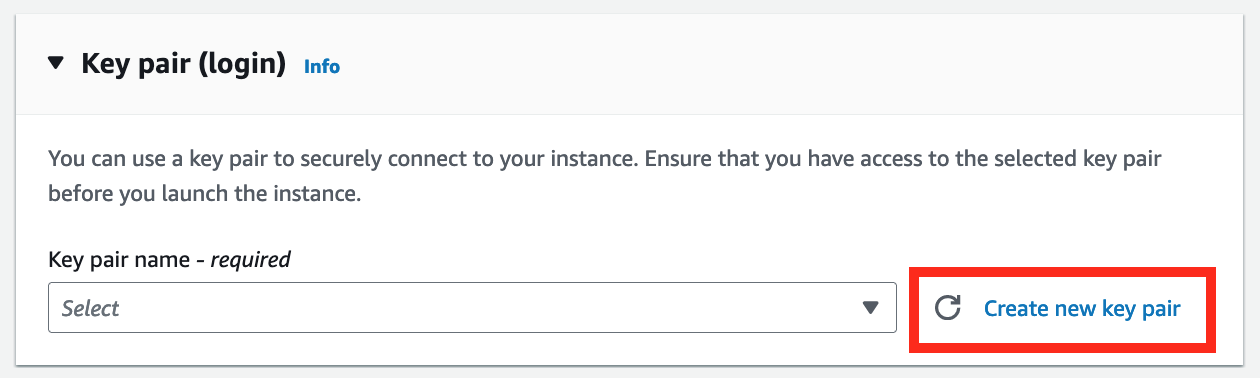 Key pair (login) Info
You can use a key pair to securely connect to your instance. Ensure that you have access to the selected key pair
before you launch the instance.
Key pair name - required
Select
Create new key pair